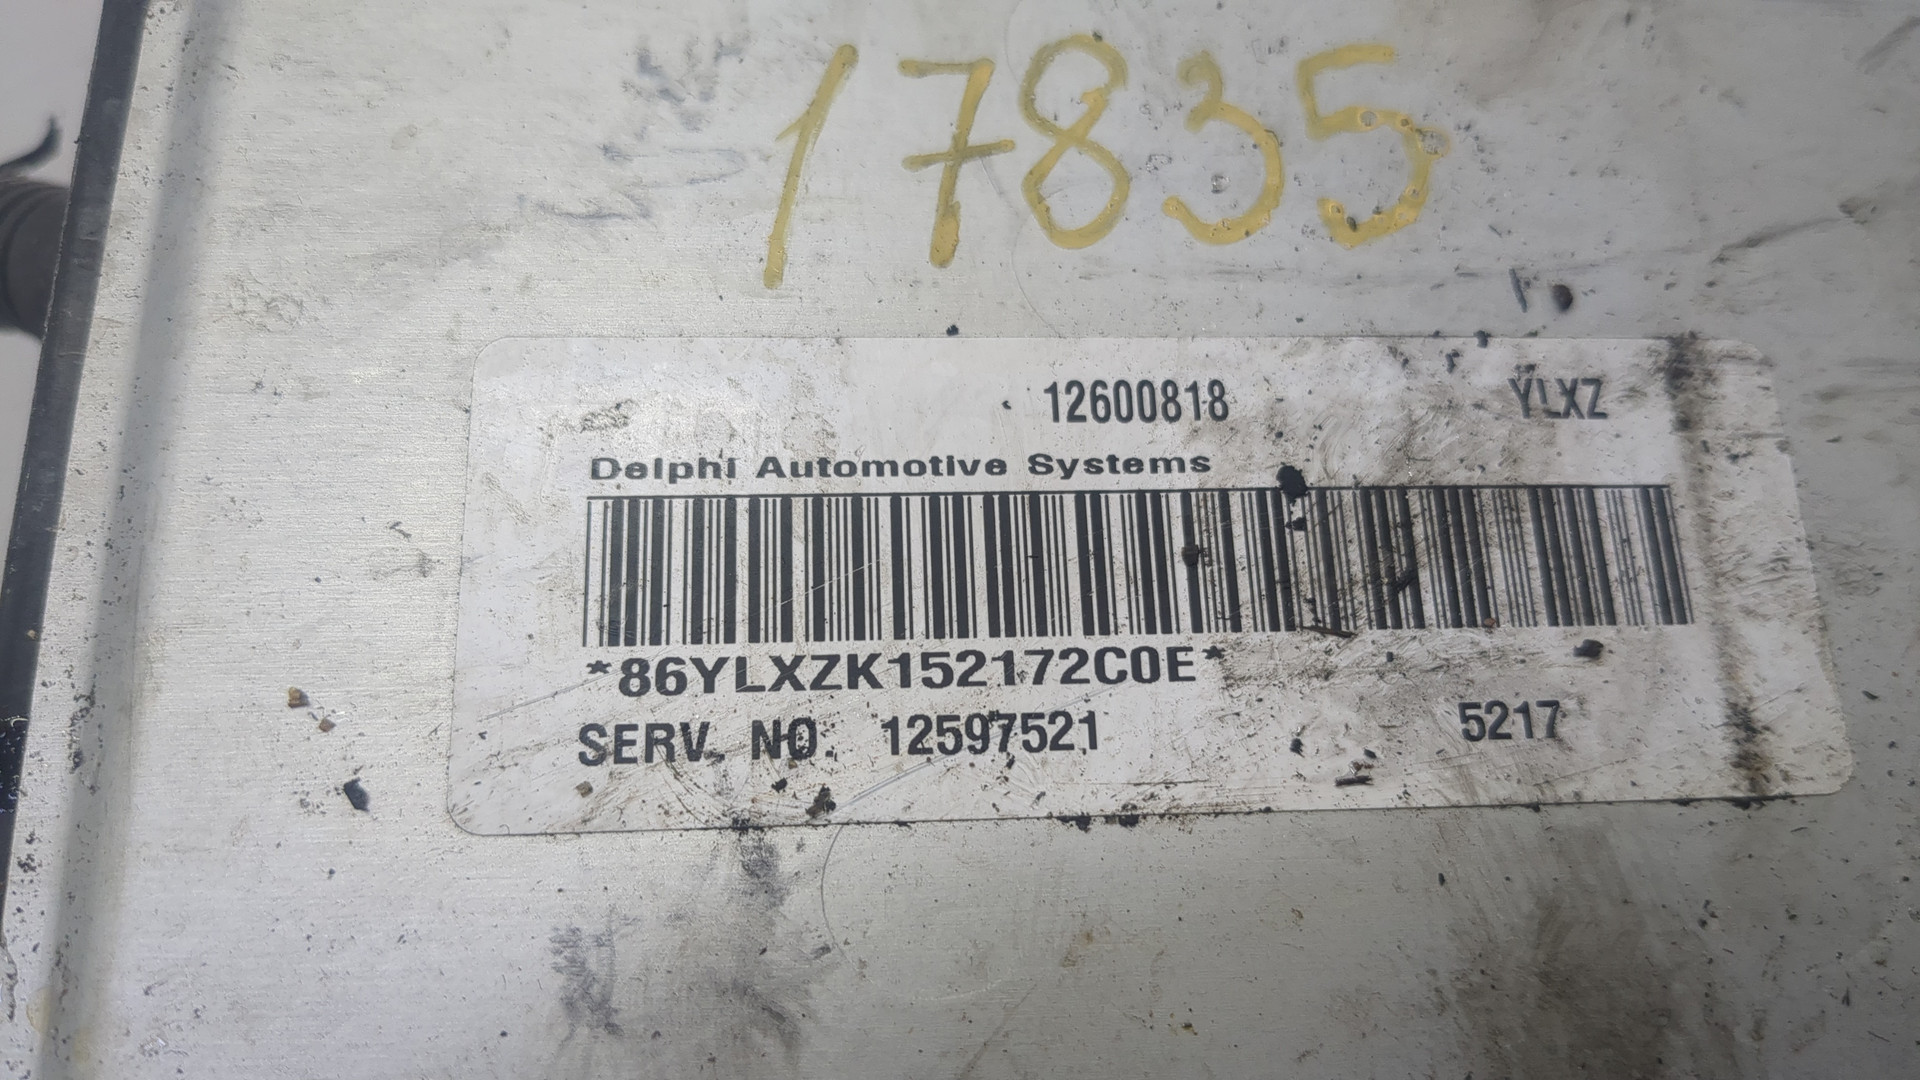 17835
12600818 YLXZ
Delphi Automotive Systems
*86YLXZK152172C0E*
SERV. NO. 12597521 5217